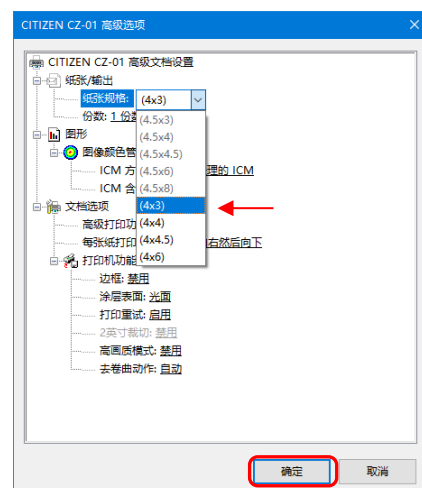 CITIZEN CZ-01 高级选项
CITIZEN CZ-01 高级文档设置
纸张/输出
纸张规格: (4x3)
份数: 1 份数
(4.5x3)
(4.5x4)
(4.5x4.5)
(4.5x6)
(4.5x8)
(4x3)
(4x4)
(4x4.5)
(4x6)
图形
图像颜色管
ICM 方 理的 ICM
ICM 含
文档选项
高级打印功
每张纸打印 右然后向下
打印机功能
边框: 禁用
涂层表面: 光面
打印重试: 启用
2英寸裁切: 禁用
高画质模式: 禁用
去卷曲动作: 自动
确定 取消